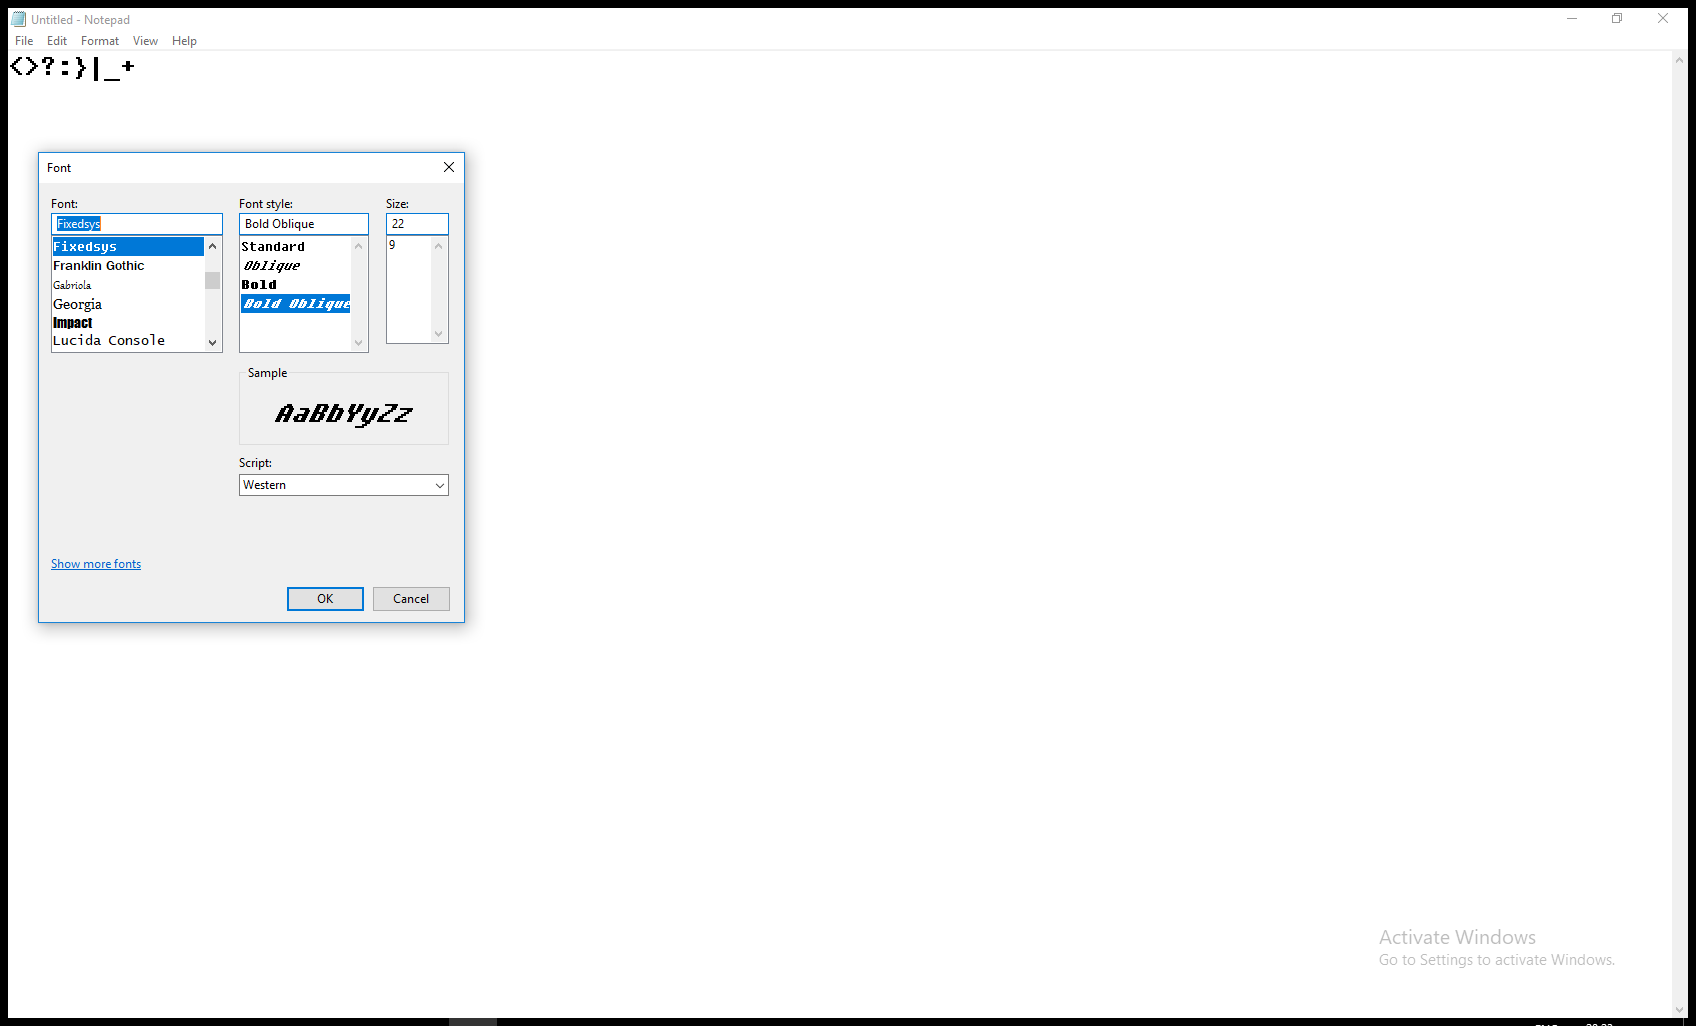 Untitled - Notepad
File Edit Format View Help
<>?:}|_+
Font
Font: Font style: Size:
Fixedsys Bold Oblique 22
Fixedsys Standard 9
Franklin Gothic Oblique
Gabriola Bold
Georgia Bold Oblique
Impact
Lucida Console
Sample
AaBbYyZz
Script:
Western
Show more fonts
OK Cancel
Activate Windows
Go to Settings to activate Windows.